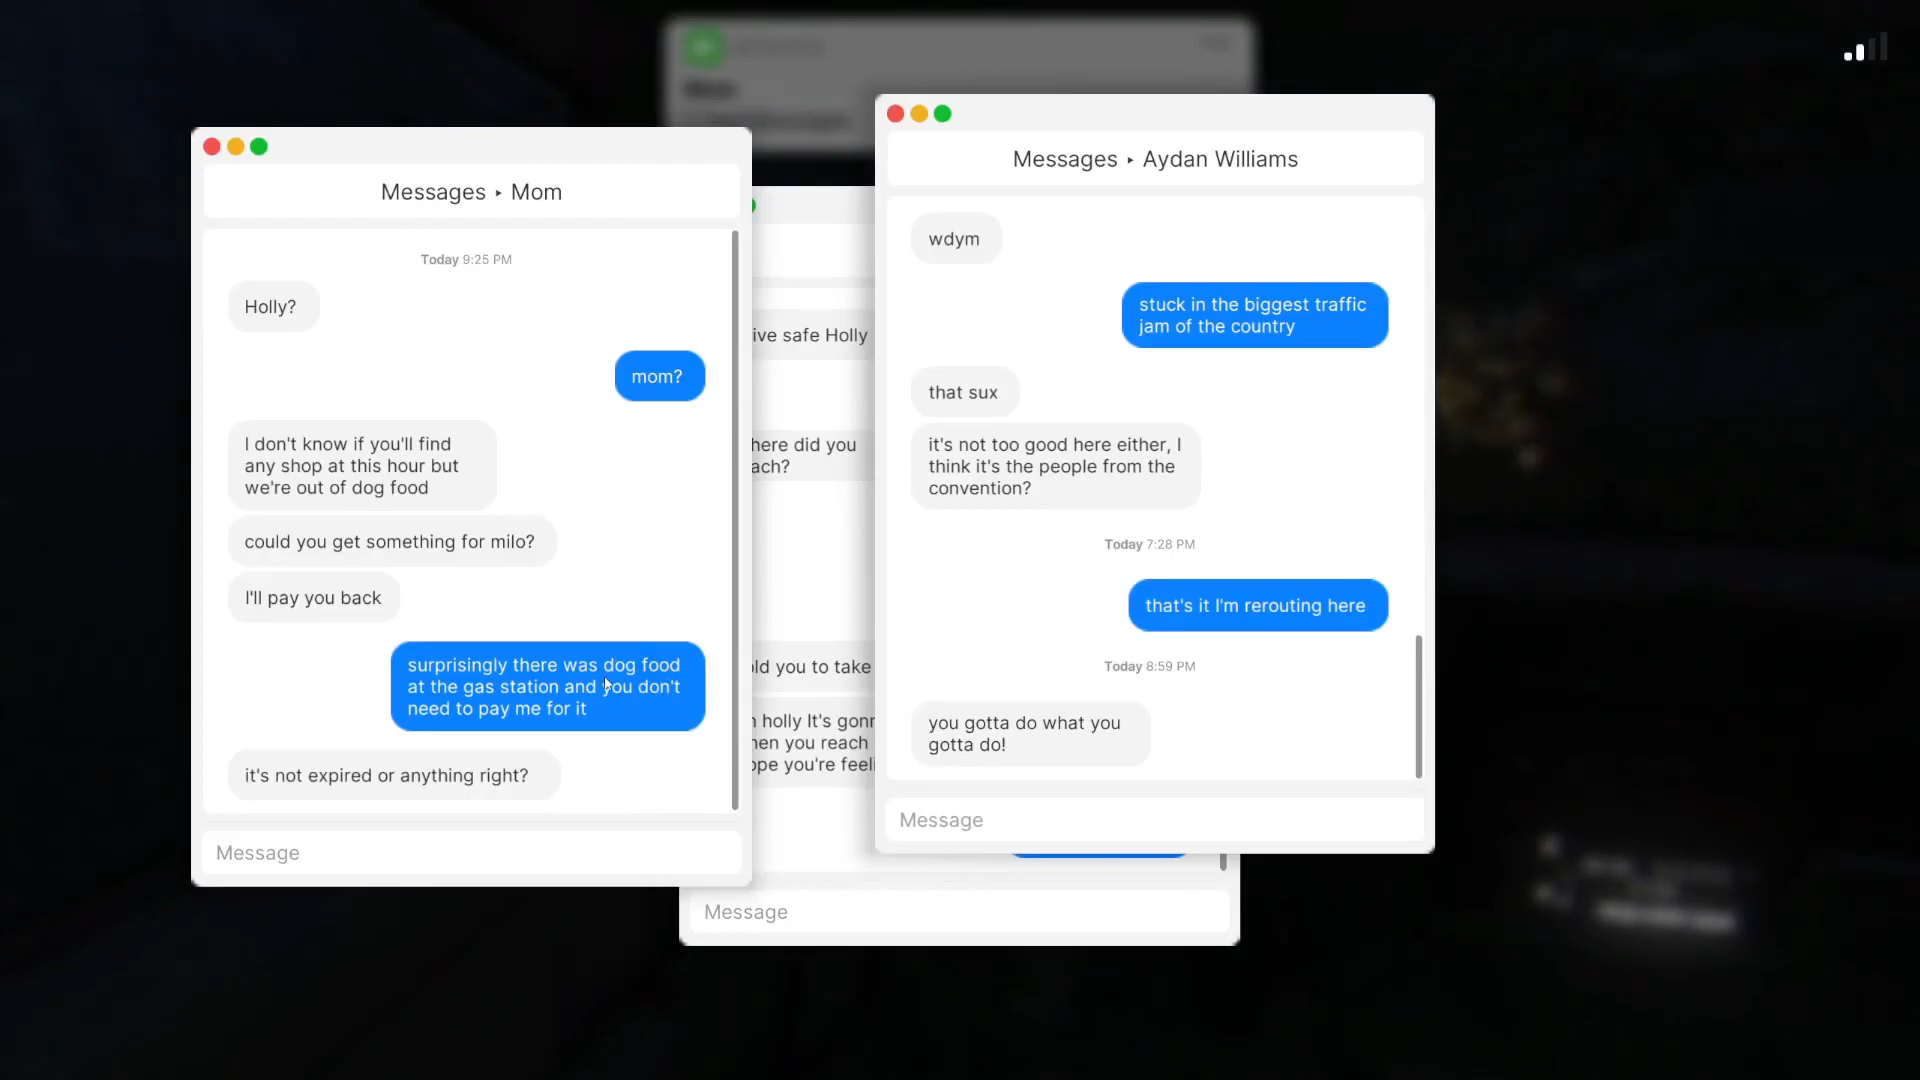 Messages ▸ Mom
Today 9:25 PM
Holly?
mom?
I don't know if you'll find
any shop at this hour but
we're out of dog food
could you get something for milo?
I'll pay you back
surprisingly there was dog food
at the gas station and you don't
need to pay me for it
it's not expired or anything right?
Message
ive safe Holly
here did you
ach?
ld you to take
holly It's gonn
hen you reach
ope you're feeli
Message
Messages ▸ Aydan Williams
wdym
stuck in the biggest traffic
jam of the country
that sux
it's not too good here either, I
think it's the people from the
convention?
Today 7:28 PM
that's it I'm rerouting here
Today 8:59 PM
you gotta do what you
gotta do!
Message